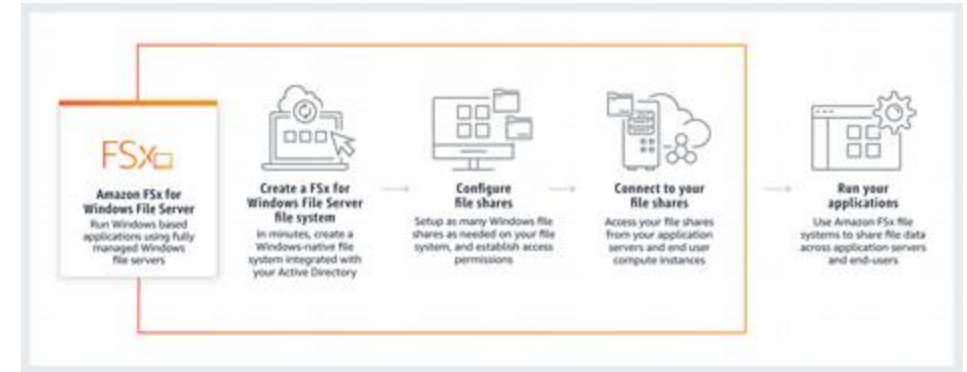 FSx
Amazon FSx for
Windows File Server
Run Windows based
applications using fully
managed Windows
file servers
Create a FSx for
Windows File Server
file system
In minutes, create a
Windows-native file
system integrated with
your Active Directory
Configure
file shares
Setup as many Windows file
shares as needed on your file
system, and establish access
permissions
Connect to your
file shares
Access your file shares
from your application
servers and end user
compute instances
Run your
applications
Use Amazon FSx file
systems to share file data
across application servers
and end-users